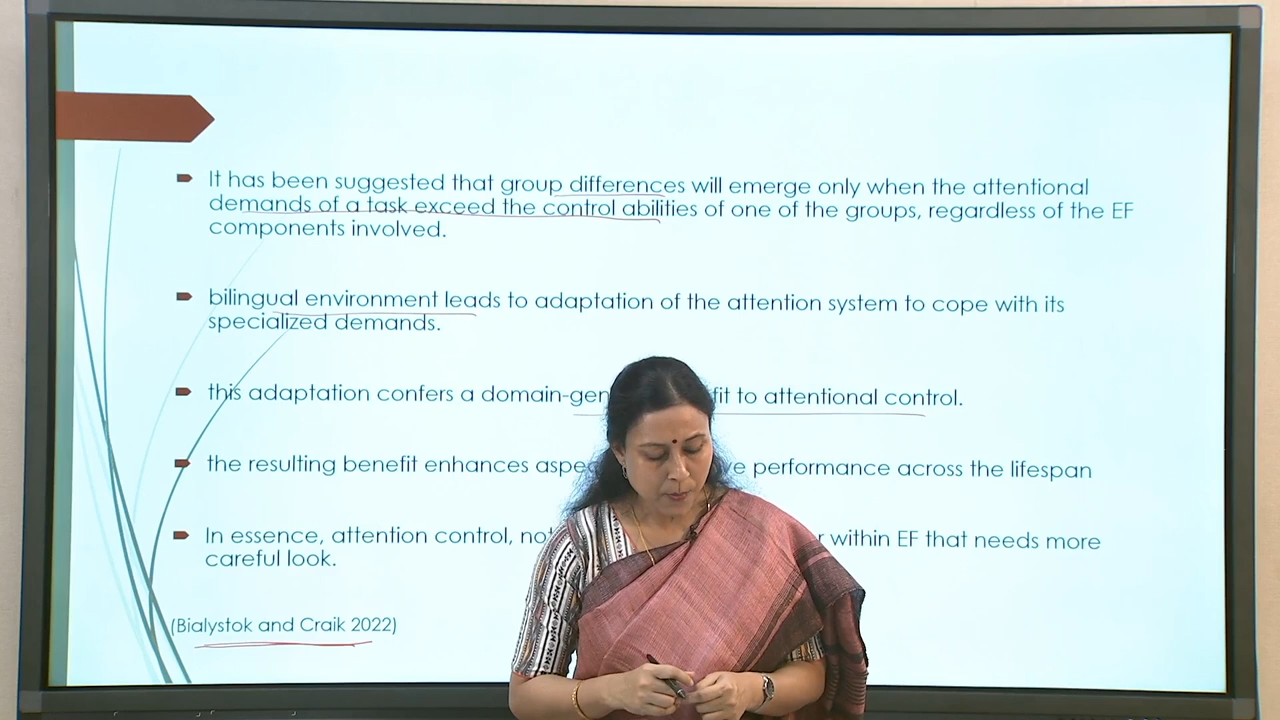 It has been suggested that group differences will emerge only when the attentional
demands of a task exceed the control abilities of one of the groups, regardless of the EF
components involved.
bilingual environment leads to adaptation of the attention system to cope with its
specialized demands.
this adaptation confers a domain-gen fit to attentional control.
the resulting benefit enhances aspe ve performance across the lifespan
In essence, attention control, not r within EF that needs more
careful look.
(Bialystok and Craik 2022)